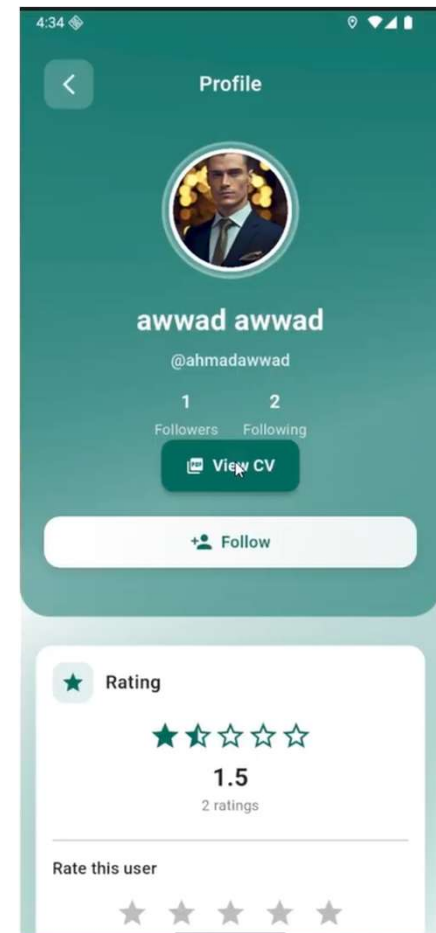 4:34
Profile
awwad awwad
@ahmadawwad
1 2
Followers Following
PDF View CV
Follow
Rating
1.5
2 ratings
Rate this user